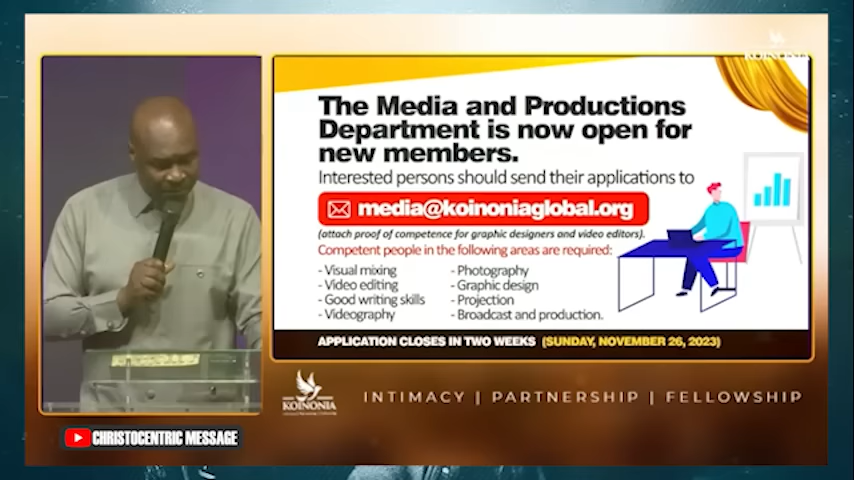 KOINONIA
The Media and Productions
Department is now open for
new members.
Interested persons should send their applications to
media@koinoniaglobal.org
(attach proof of competence for graphic designers and video editors).
Competent people in the following areas are required:
- Visual mixing
- Video editing
- Good writing skills
- Videography
- Photography
- Graphic design
- Projection
- Broadcast and production.
APPLICATION CLOSES IN TWO WEEKS (SUNDAY, NOVEMBER 26, 2023)
KOINONIA
INTIMACY | PARTNERSHIP | FELLOWSHIP
CHRISTOCENTRIC MESSAGE